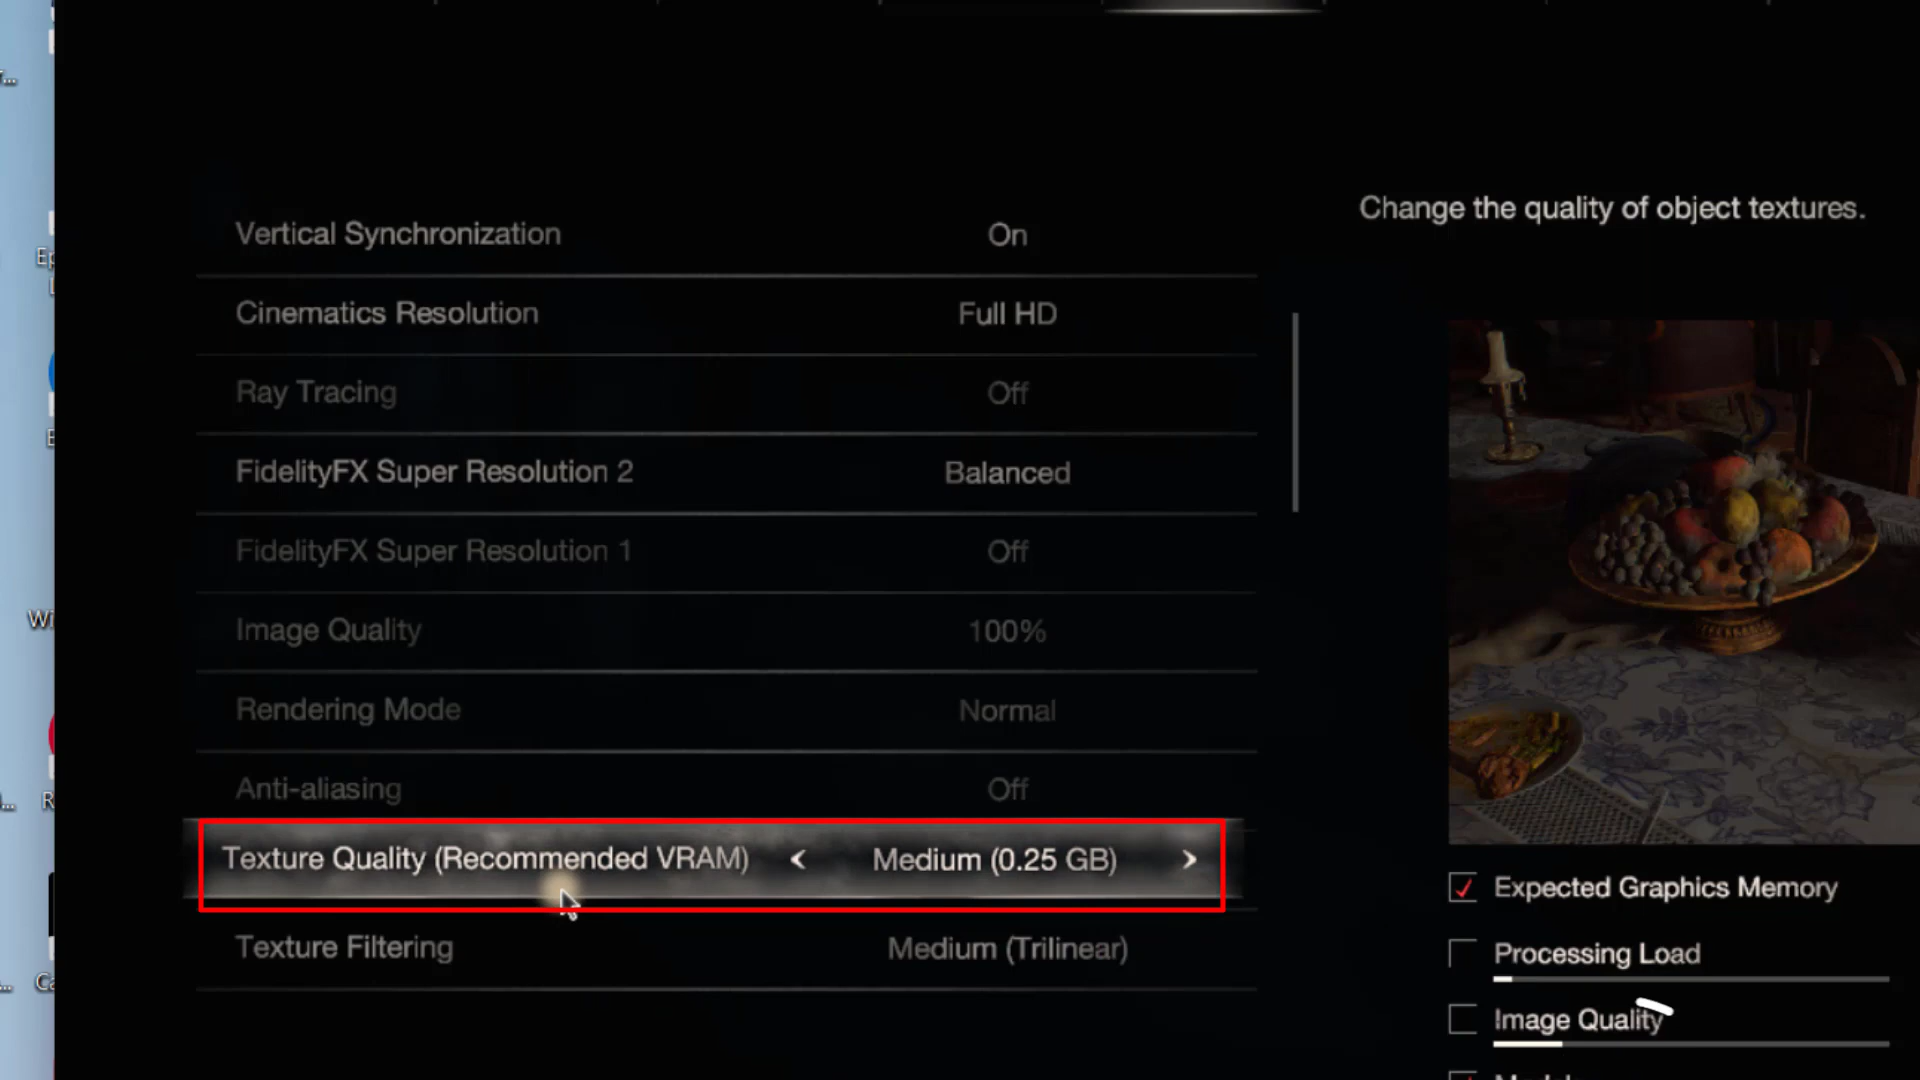 Vertical Synchronization On
Cinematics Resolution Full HD
Ray Tracing Off
FidelityFX Super Resolution 2 Balanced
FidelityFX Super Resolution 1 Off
Image Quality 100%
Rendering Mode Normal
Anti-aliasing Off
Texture Quality (Recommended VRAM) < Medium (0.25 GB) >
Texture Filtering Medium (Trilinear)
Change the quality of object textures.
Expected Graphics Memory
Processing Load
Image Quality